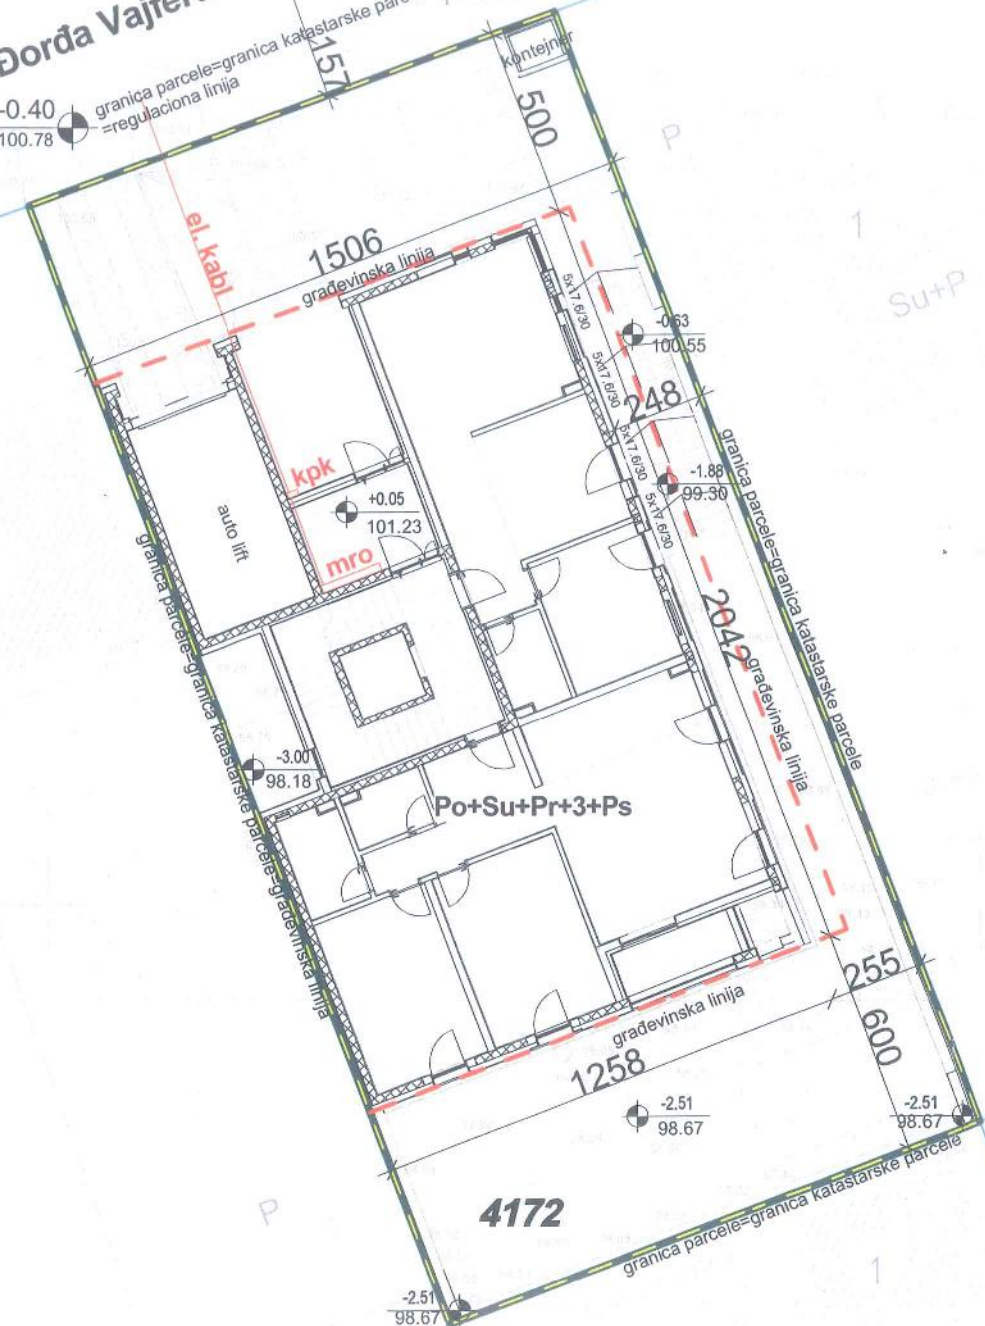 Đorđa Vajfert
157
granica parcele=granica katastarske parcele
=regulaciona linija
-0.40
100.78
kontejner
500
P
1
Su+P
el. kabl
1506
građevinska linija
5x17.6/30
-0.63
100.55
5x17.6/30
248
5x17.6/30
-1.88
99.30
5x17.6/30
granica parcele=granica katastarske parcele
kpk
+0.05
101.23
auto lift
mro
granica parcele=granica katastarske parcele=građevinska linija
2042
građevinska linija
-3.00
98.18
Po+Su+Pr+3+Ps
255
građevinska linija
600
1258
-2.51
98.67
-2.51
98.67
4172
granica parcele=granica katastarske parcele
P
1
-2.51
98.67